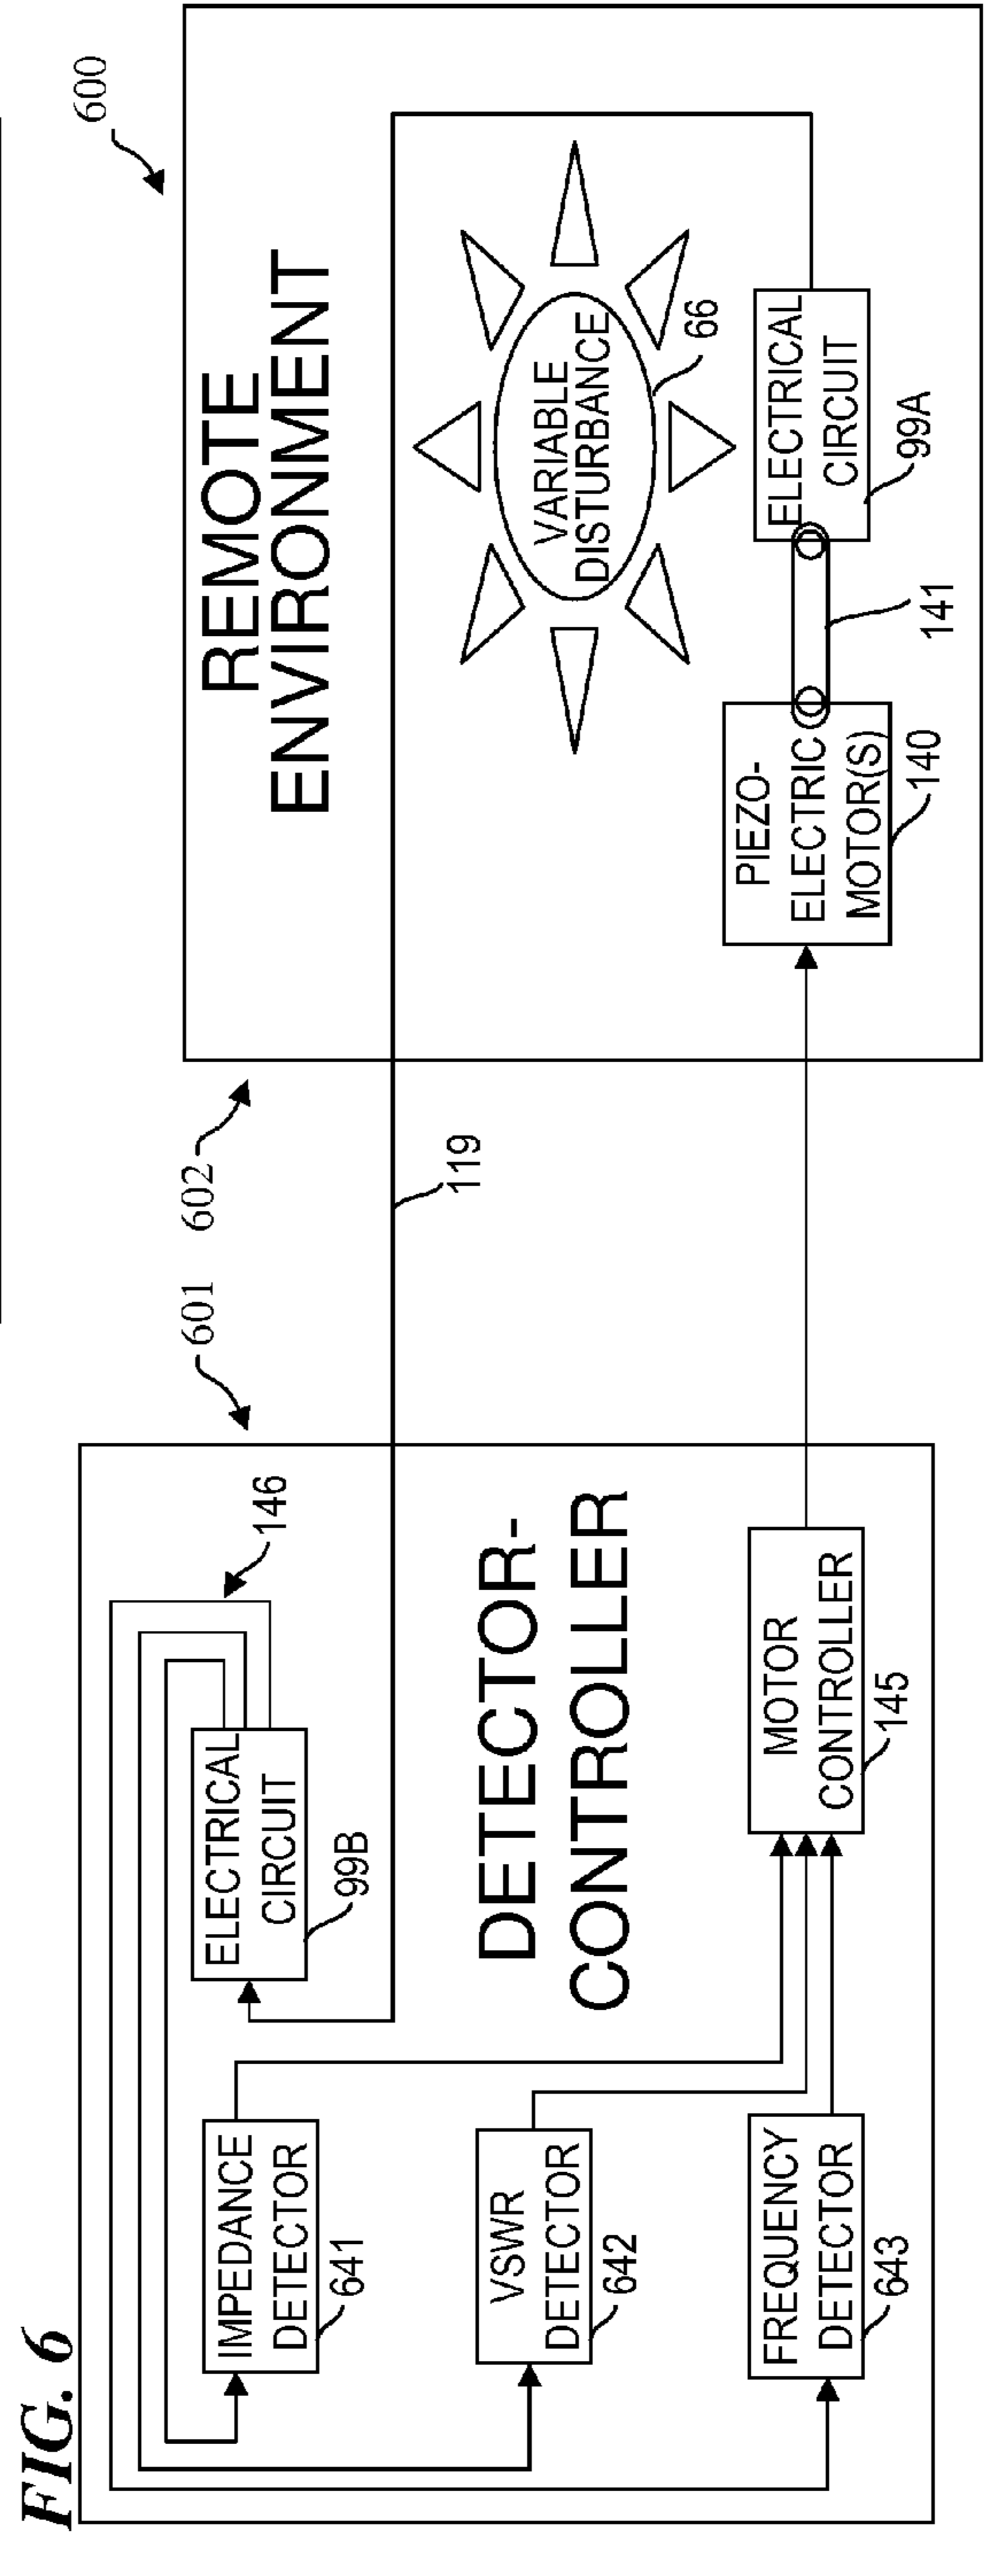 FIG. 6
600
601
602
146
ELECTRICAL
CIRCUIT
99B
IMPEDANCE
DETECTOR
641
VSWR
DETECTOR
642
FREQUENCY
DETECTOR
643
DETECTOR-
CONTROLLER
MOTOR
CONTROLLER
145
119
REMOTE
ENVIRONMENT
VARIABLE
DISTURBANCE
66
PIEZO-
ELECTRIC
MOTOR(S)
140
141
ELECTRICAL
CIRCUIT
99A